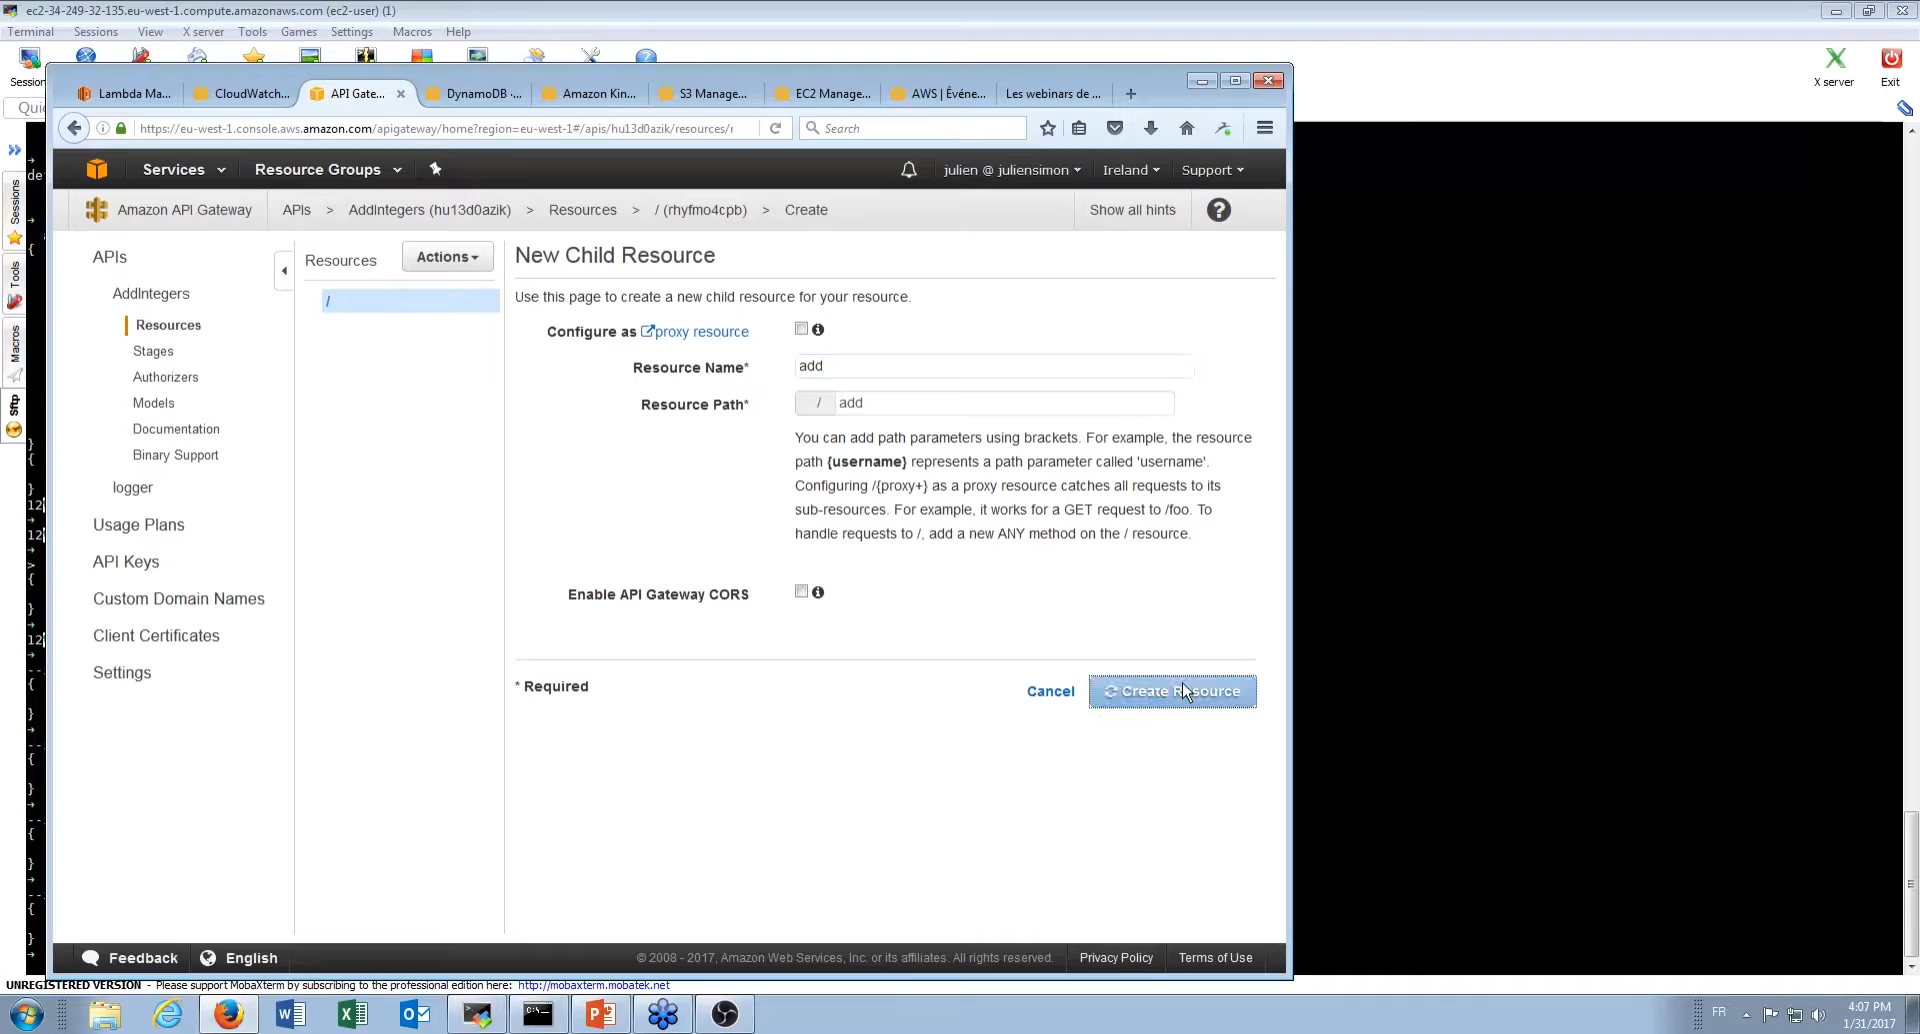 ec2-34-249-32-135.eu-west-1.compute.amazonaws.com (ec2-user) (1)
Terminal Sessions View X server Tools Games Settings Macros Help
Session
X server Exit
Quic
Lambda Ma... CloudWatch... API Gate... DynamoDB ·... Amazon Kin... S3 Manage... EC2 Manage... AWS | Événe... Les webinars de ...
https://eu-west-1.console.aws.amazon.com/apigateway/home?region=eu-west-1#/apis/hu13d0azik/resources/r
Search
Services Resource Groups julien @ juliensimon Ireland Support
Amazon API Gateway APIs > AddIntegers (hu13d0azik) > Resources > / (rhyfmo4cpb) > Create Show all hints ?
Sessions
Tools
Macros
Sftp
de
{
}
{
}
12
12
>
{
}
12
--
{
}
--
{
}
--
{
}
--
{
}
APIs
AddIntegers
Resources
Stages
Authorizers
Models
Documentation
Binary Support
logger
Usage Plans
API Keys
Custom Domain Names
Client Certificates
Settings
Resources Actions
/
New Child Resource
Use this page to create a new child resource for your resource.
Configure as proxy resource
Resource Name* add
Resource Path* / add
You can add path parameters using brackets. For example, the resource
path {username} represents a path parameter called 'username'.
Configuring /{proxy+} as a proxy resource catches all requests to its
sub-resources. For example, it works for a GET request to /foo. To
handle requests to /, add a new ANY method on the / resource.
Enable API Gateway CORS
* Required Cancel Create Resource
Feedback English © 2008 - 2017, Amazon Web Services, Inc. or its affiliates. All rights reserved. Privacy Policy Terms of Use
UNREGISTERED VERSION - Please support MobaXterm by subscribing to the professional edition here: http://mobaxterm.mobatek.net
FR 4:07 PM
1/31/2017